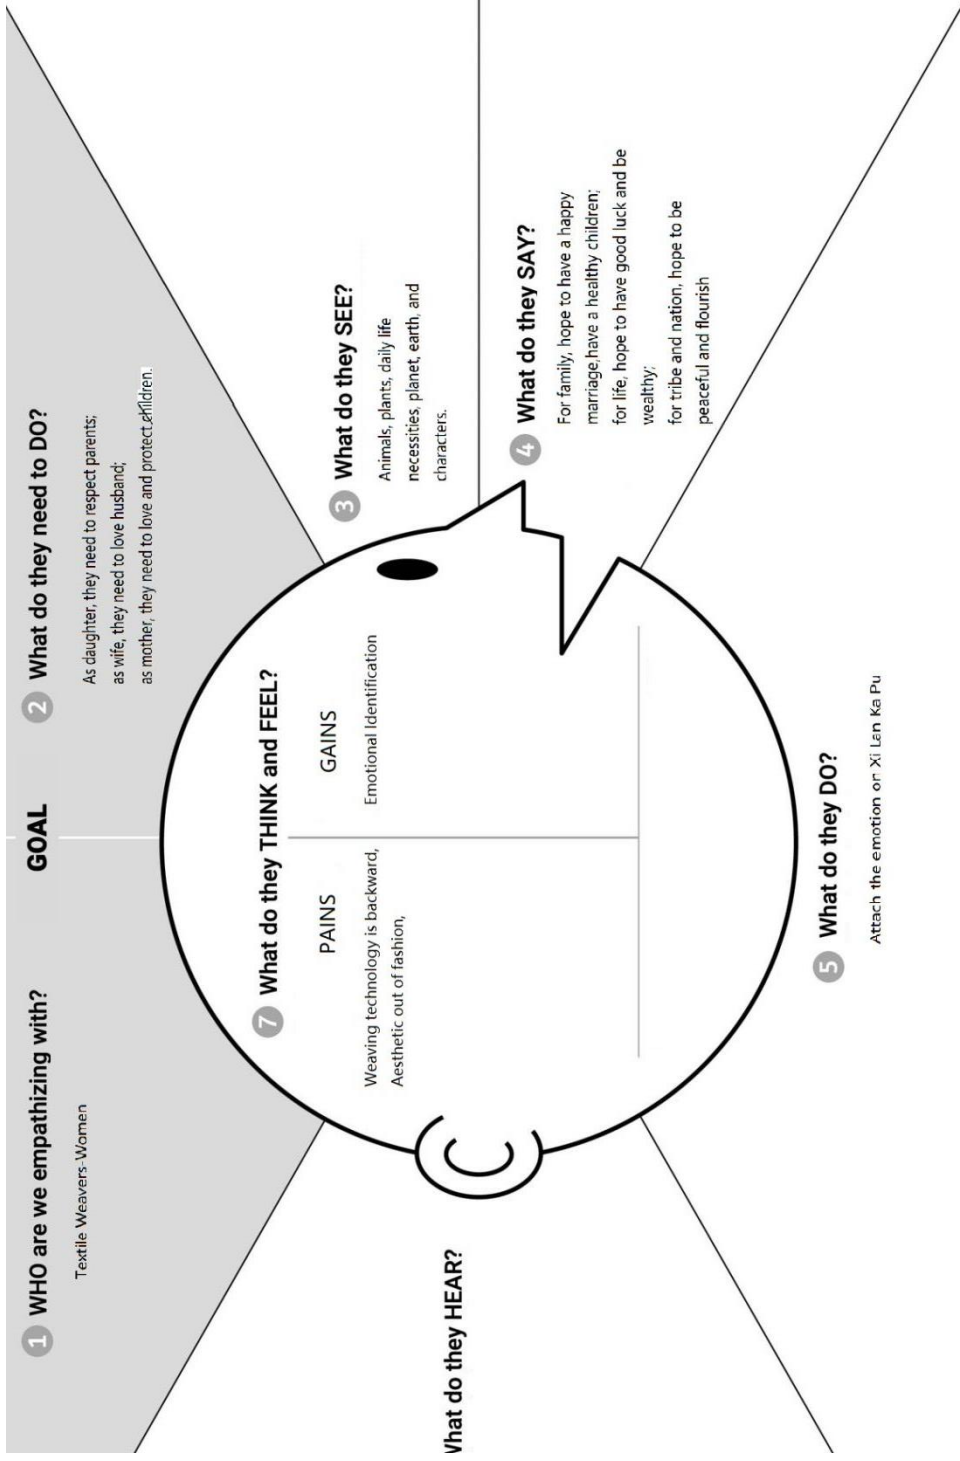 GOAL
1 WHO are we empathizing with?
Textile Weavers-Women
2 What do they need to DO?
As daughter, they need to respect parents;
as wife, they need to love husband;
as mother, they need to love and protect children.
3 What do they SEE?
Animals, plants, daily life
necessities, planet, earth, and
characters.
4 What do they SAY?
For family, hope to have a happy
marriage,have a healthy children;
for life, hope to have good luck and be
wealthy;
for tribe and nation, hope to be
peaceful and flourish
5 What do they DO?
Attach the emotion on Xi Lan Ka Pu
What do they HEAR?
7 What do they THINK and FEEL?
PAINS
Weaving technology is backward,
Aesthetic out of fashion,
GAINS
Emotional Identification